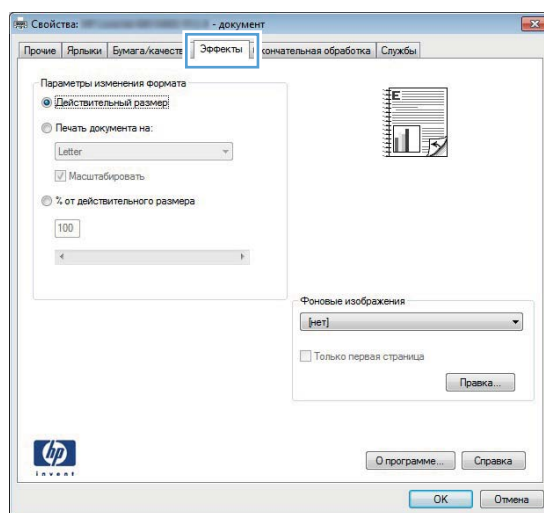 Свойства: - документ
Прочие Ярлыки Бумага/качеств Эффекты кончательная обработка Службы
Параметры изменения формата
Действительный размер
Печать документа на:
Letter
Масштабировать
% от действительного размера
100
E
Фоновые изображения
[нет]
Только первая страница
Правка...
hp
invent
О программе... Справка
OK Отмена